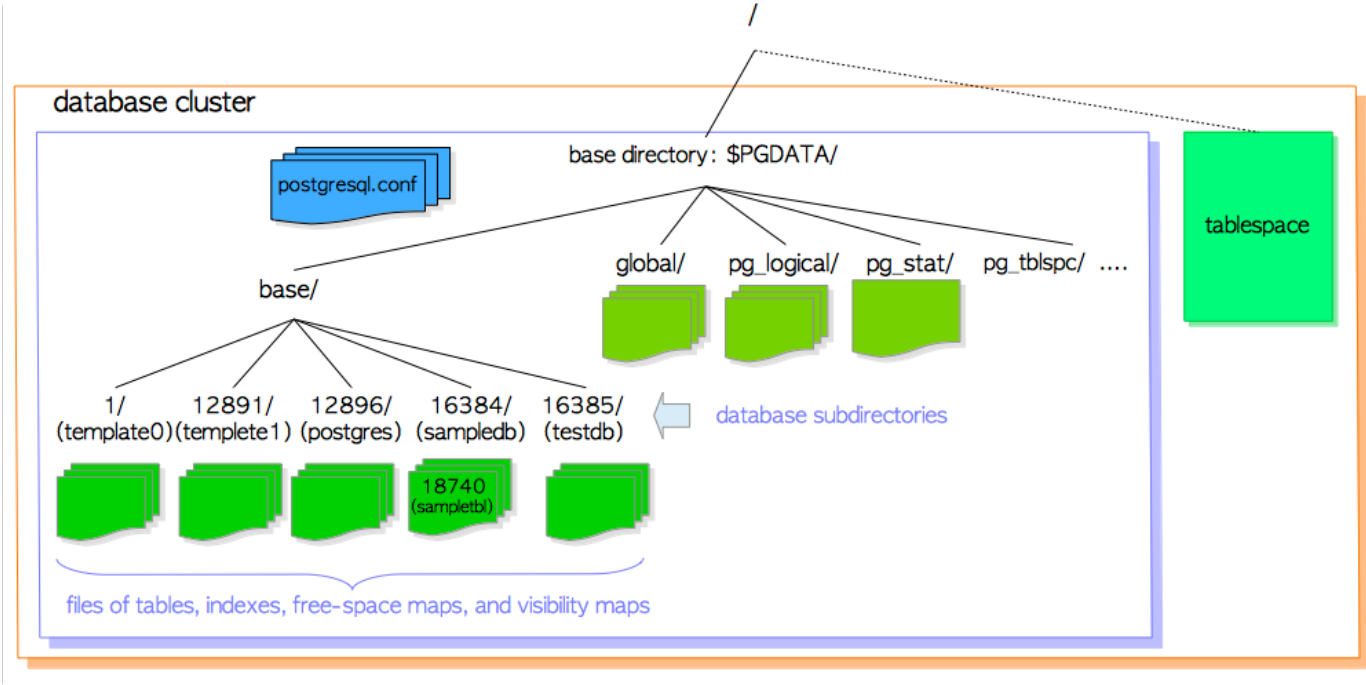 /
database cluster
base directory: $PGDATA/
postgresql.conf
tablespace
global/ pg_logical/ pg_stat/ pg_tblspc/ ....
base/
1/ 12891/ 12896/ 16384/ 16385/
(template0) (templete1) (postgres) (sampledb) (testdb)
database subdirectories
18740
(sampletbl)
files of tables, indexes, free-space maps, and visibility maps